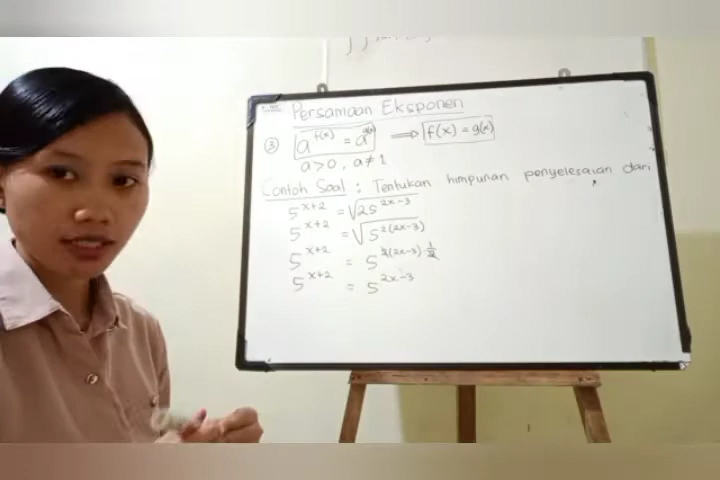 Persamaan Eksponen
③ a^f(x) = a^g(x) ⟹ f(x) = g(x)
a > 0 , a ≠ 1
Contoh Soal : Tentukan himpunan penyelesaian dari
5^x+2 = √25^2x-3
5^x+2 = √5^2(2x-3)
5^x+2 = 5^2(2x-3)·1/2
5^x+2 = 5^2x-3